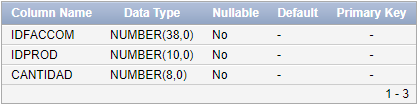 Column Name Data Type Nullable Default Primary Key
IDFACCOM NUMBER(38,0) No - -
IDPROD NUMBER(10,0) No - -
CANTIDAD NUMBER(8,0) No - -
1 - 3